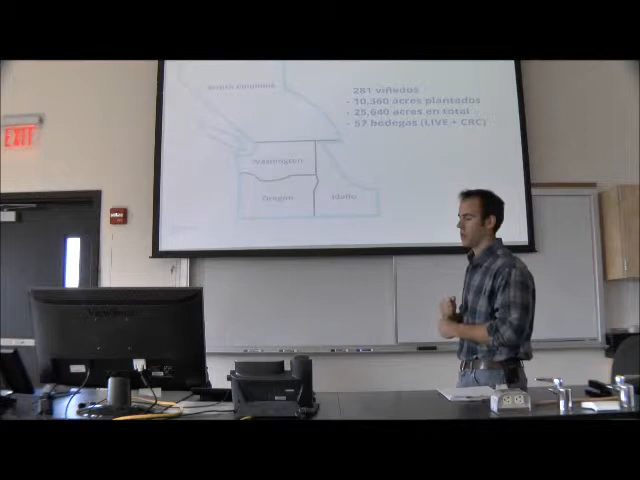 British Columbia
281 viñedos
- 10,360 acres plantados
- 25,640 acres en total
- 57 bodegas (LIVE + CRC)
EXIT
Washington
Oregon
Idaho
ViewSonic